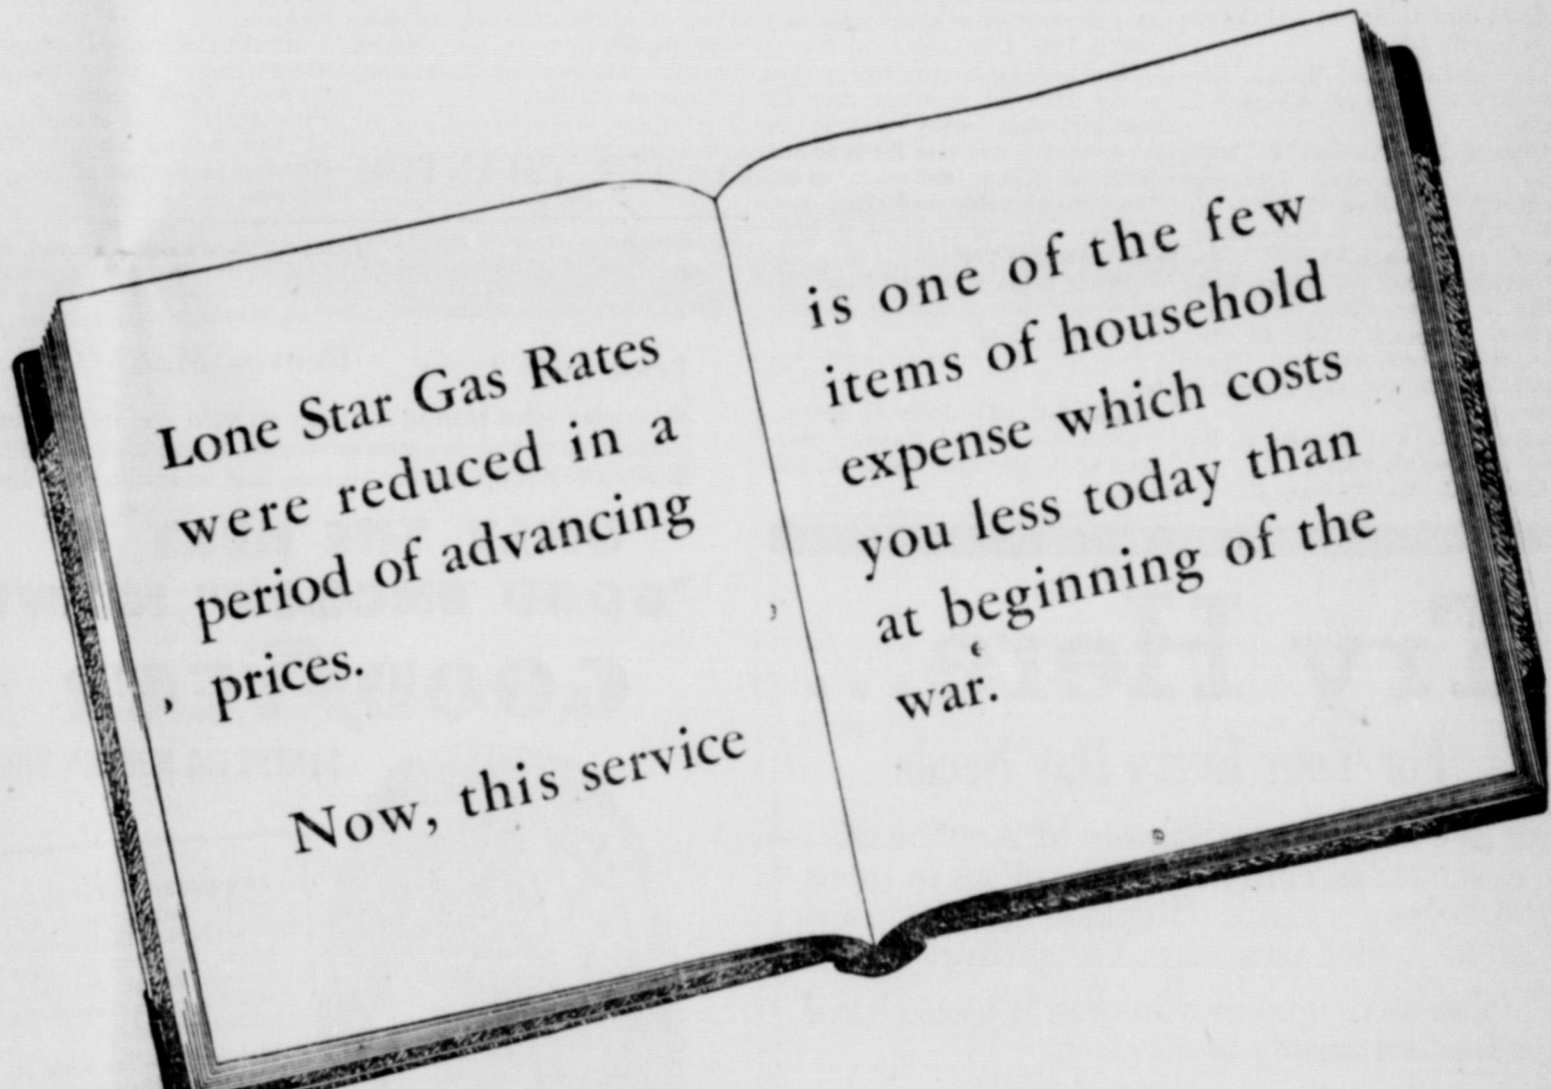 Lone Star Gas Rates
were reduced in a
period of advancing
prices.
Now, this service
is one of the few
items of household
expense which costs
you less today than
at beginning of the
war.